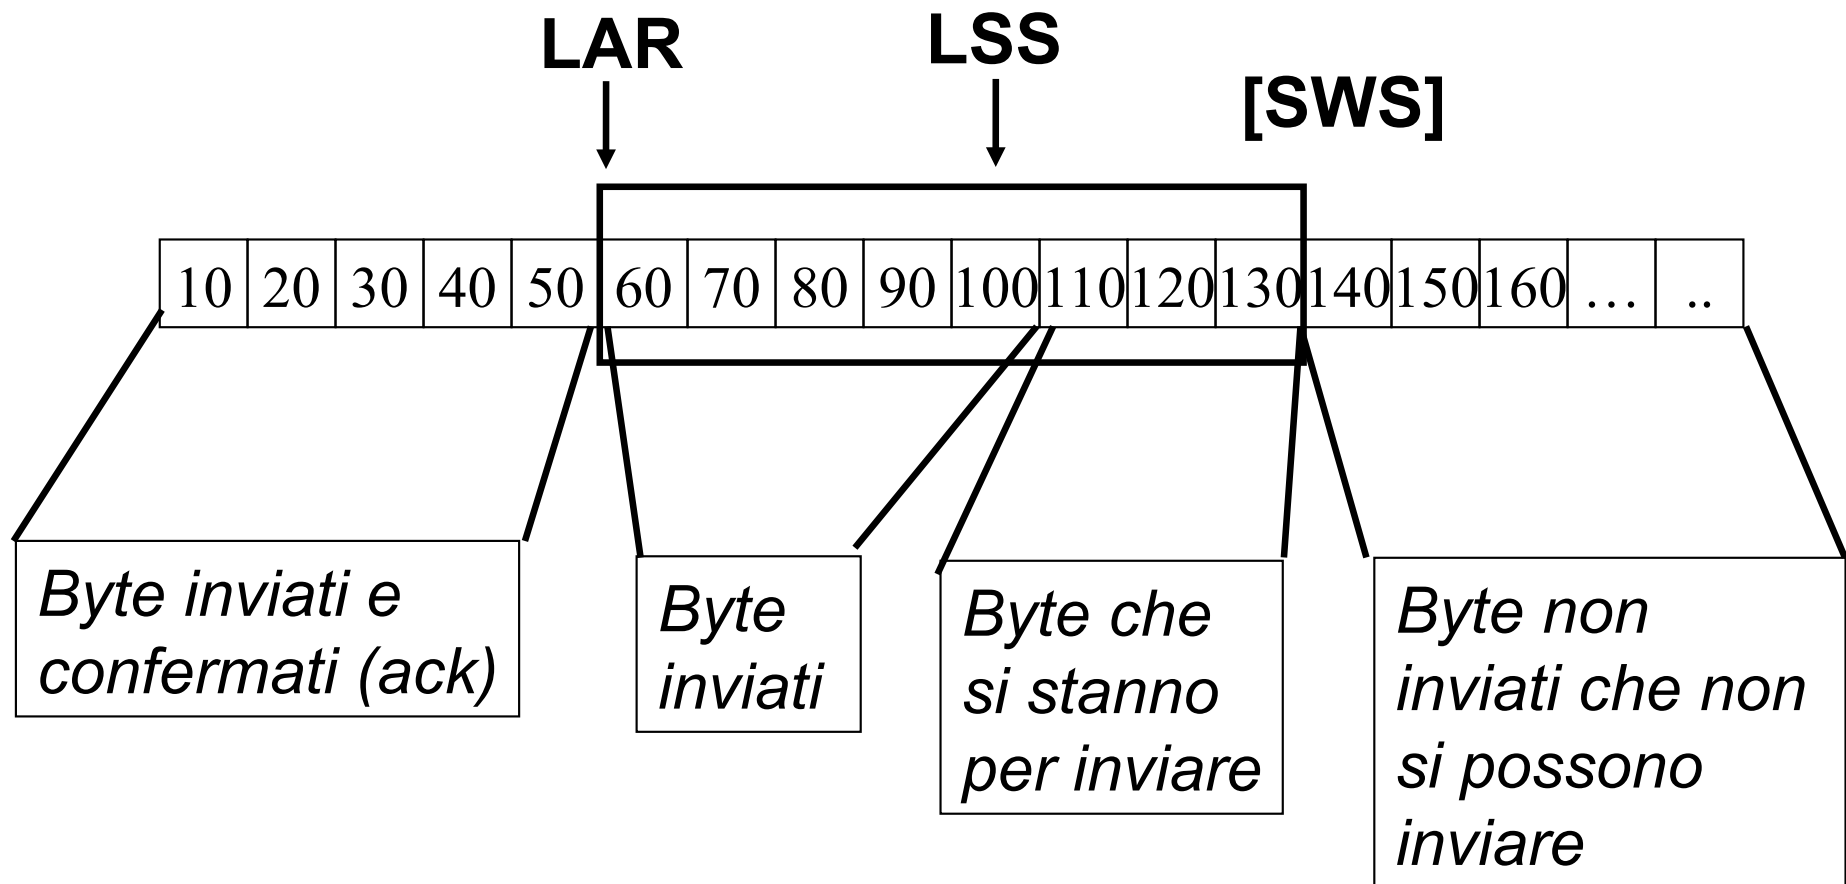 LAR
LSS
[SWS]
10 20 30 40 50 60 70 80 90 100 110 120 130 140 150 160 … ..
Byte inviati e
confermati (ack)
Byte
inviati
Byte che
si stanno
per inviare
Byte non
inviati che non
si possono
inviare